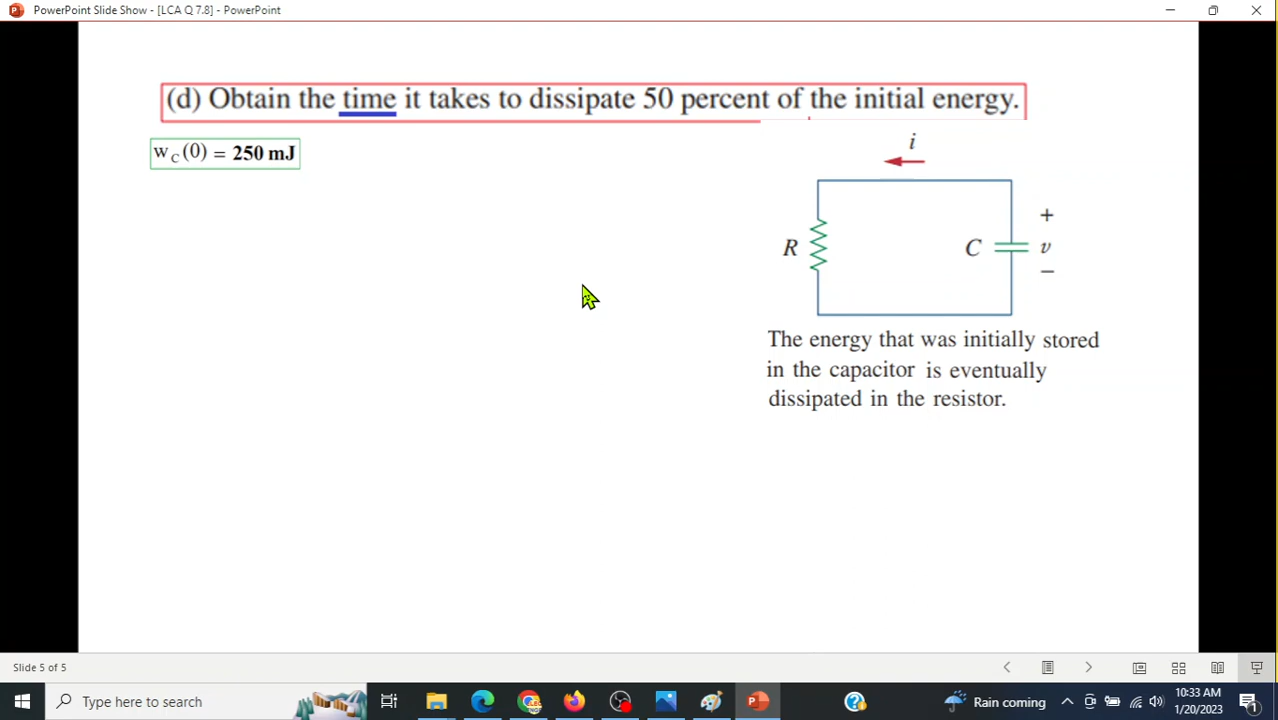 PowerPoint Slide Show - [LCA Q 7.8] - PowerPoint
(d) Obtain the time it takes to dissipate 50 percent of the initial energy.
w_C(0) = 250 mJ
i
+
R
C
v
−
The energy that was initially stored
in the capacitor is eventually
dissipated in the resistor.
Slide 5 of 5
Type here to search
Rain coming
10:33 AM
1/20/2023
1